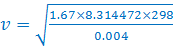 v = √(1.67×8.314472×298 / 0.004)